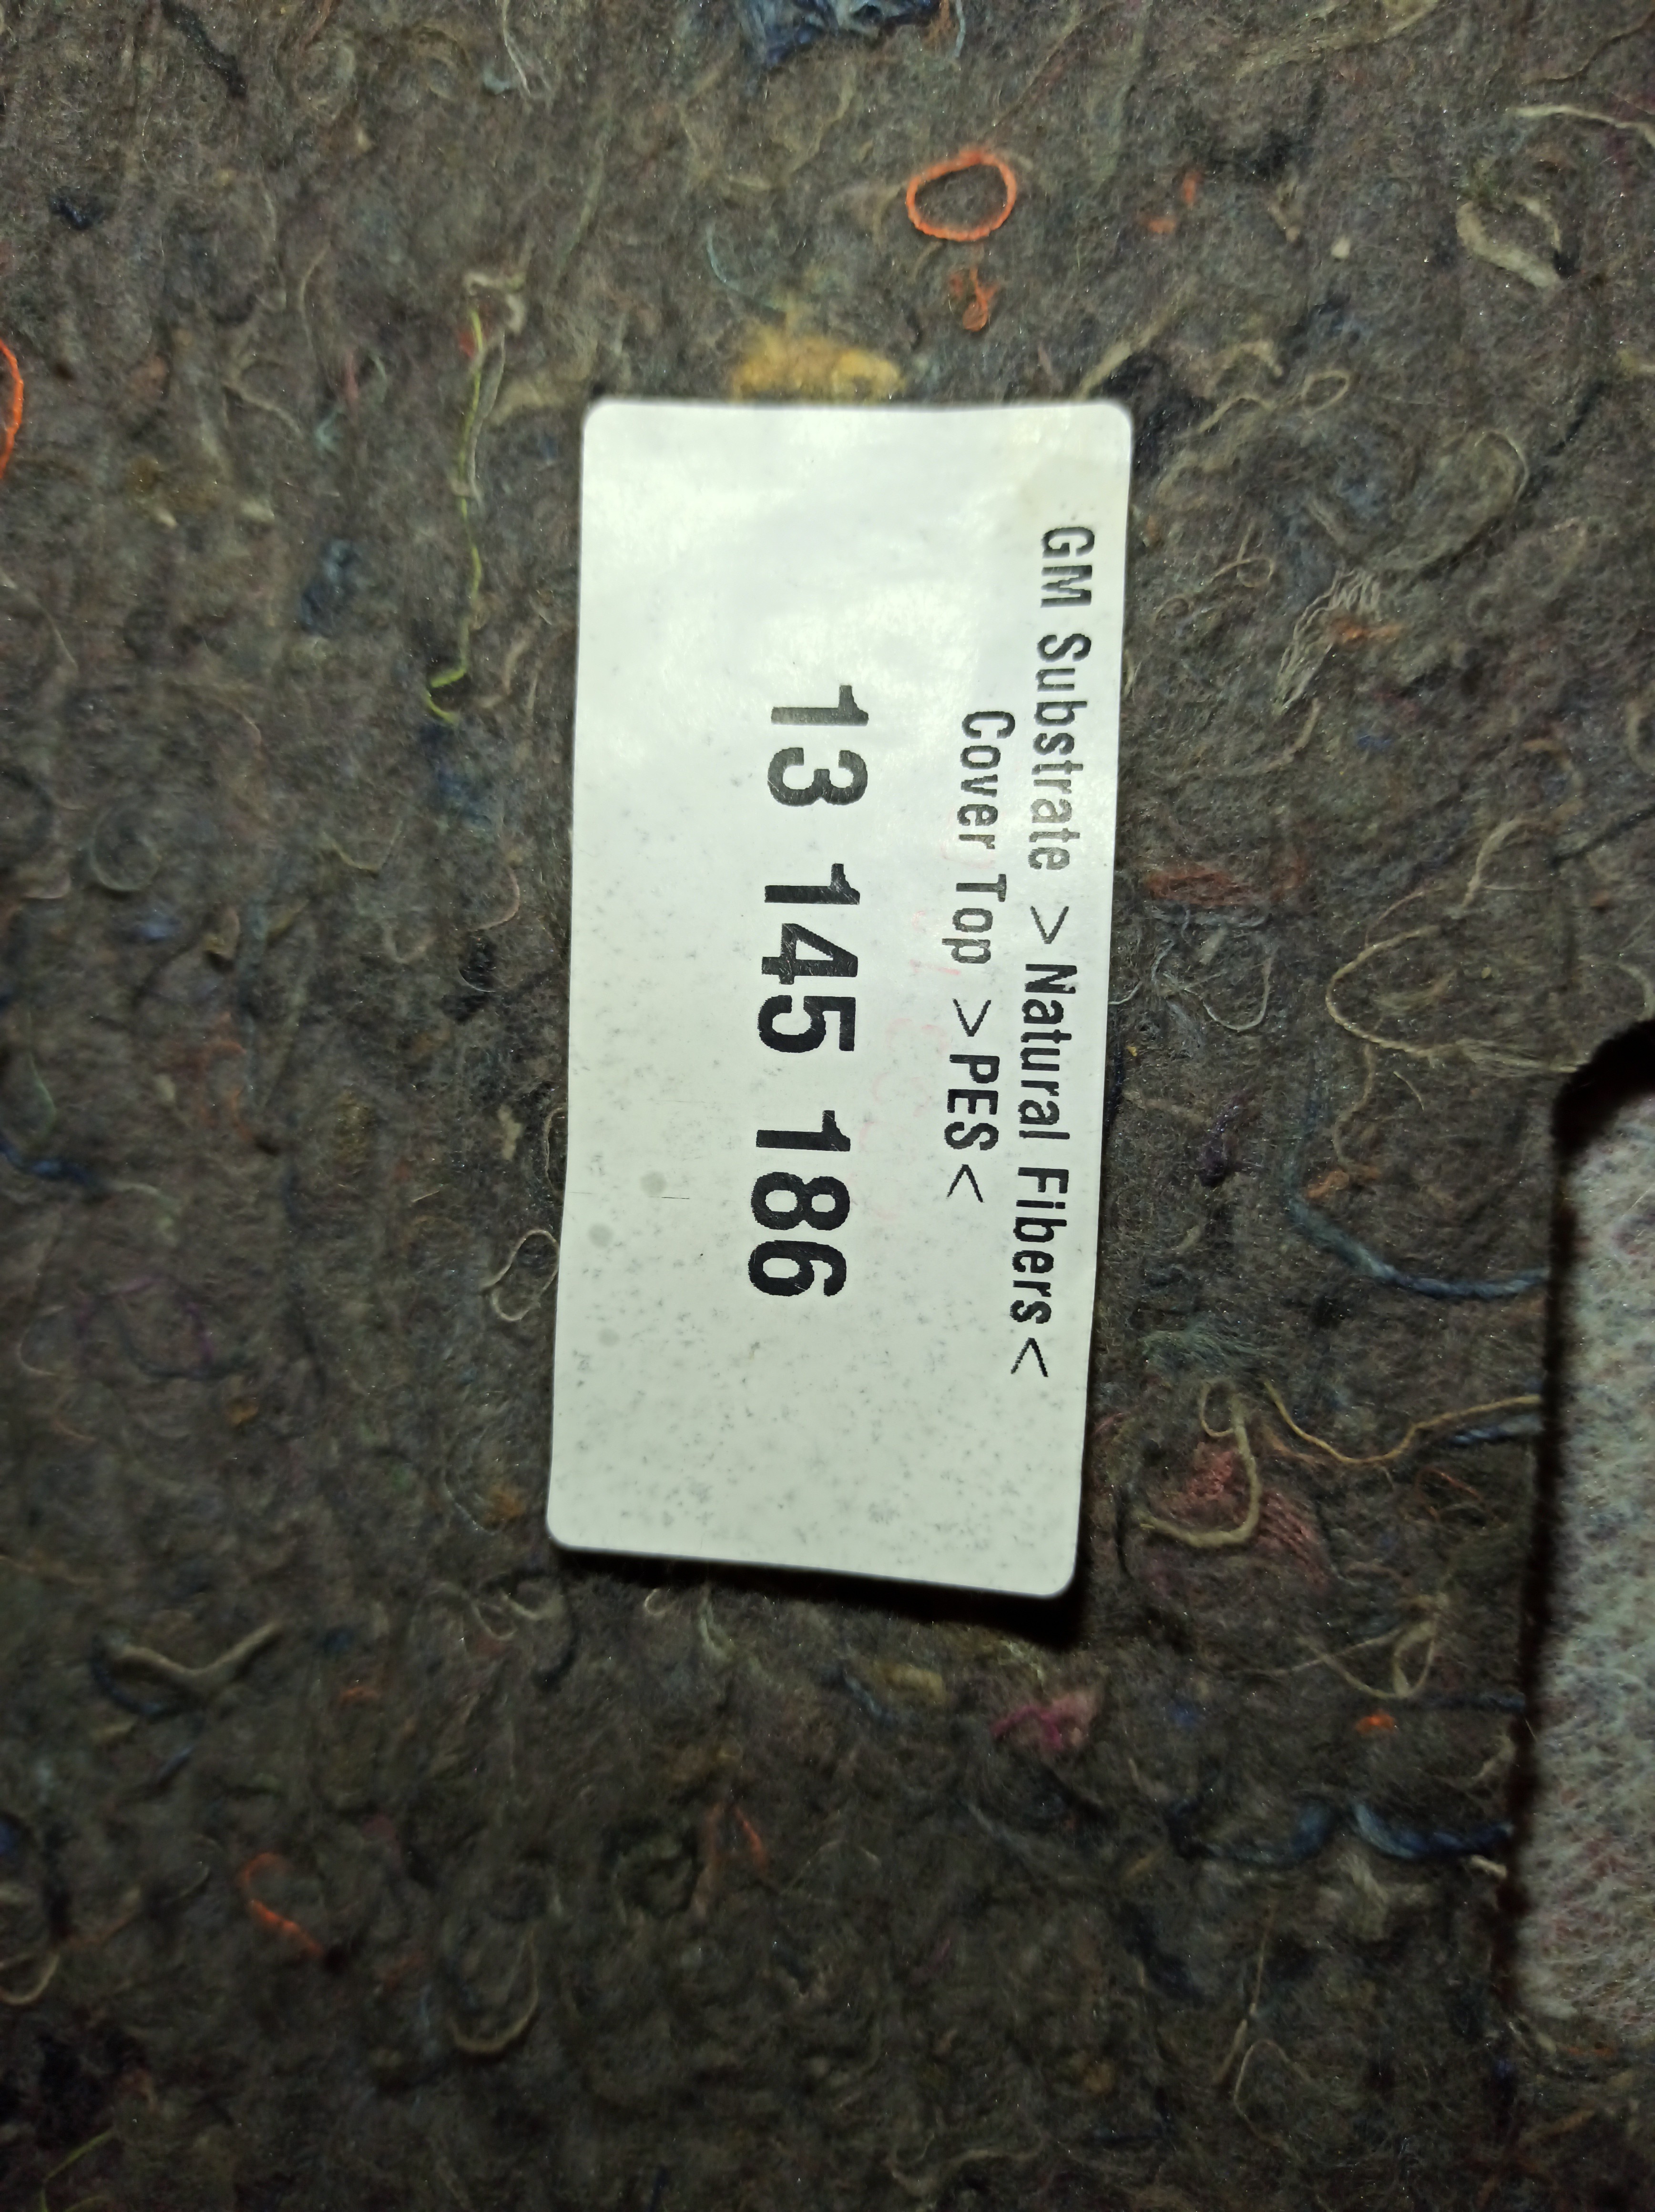 GM Substrate >Natural Fibers<
Cover Top >PES<
13 145 186